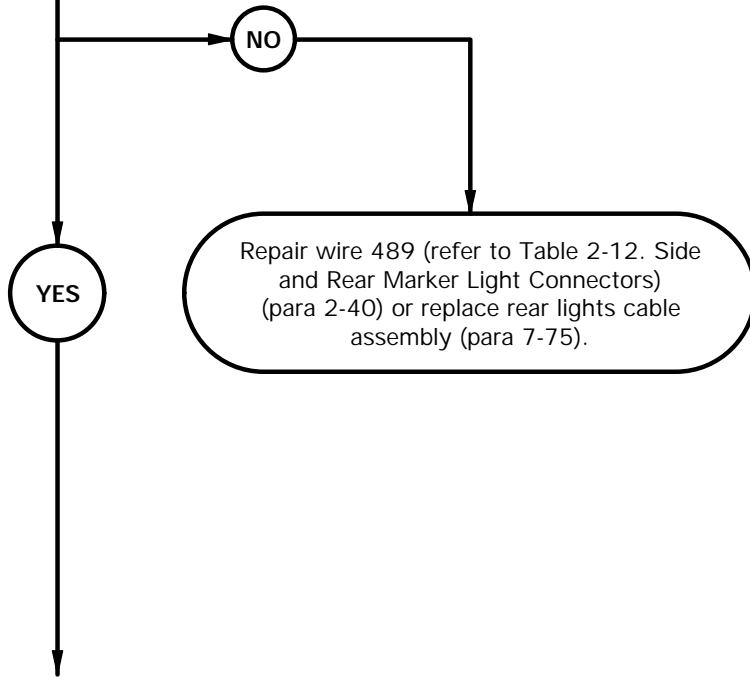 NO
YES
Repair wire 489 (refer to Table 2-12. Side
and Rear Marker Light Connectors)
(para 2-40) or replace rear lights cable
assembly (para 7-75).